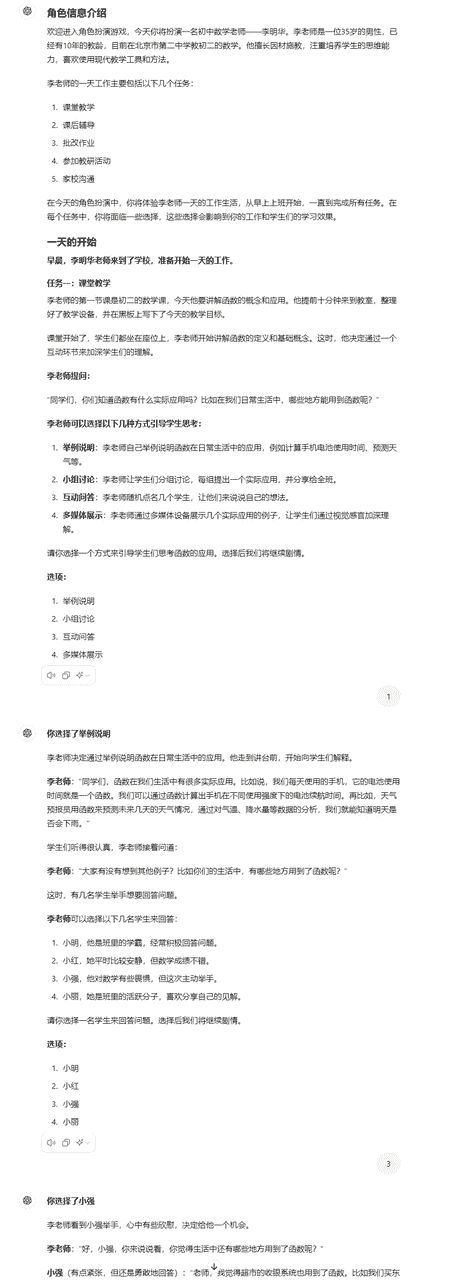 角色信息介绍
欢迎进入角色扮演游戏，今天你将扮演一名初中数学老师——李明华。李老师是一位35岁的男性，已
经有10年的教龄，目前在北京市第二中学教初二的数学。他擅长因材施教，注重培养学生的思维能
力，喜欢使用现代教学工具和方法。
李老师的一天工作主要包括以下几个任务：
1. 课堂教学
2. 课后辅导
3. 批改作业
4. 参加教研活动
5. 家校沟通
在今天的角色扮演中，你将体验李老师一天的工作生活，从早上上班开始，一直到完成所有任务。在
每个任务中，你将面临一些选择，这些选择会影响到你的工作和学生们的学习效果。
一天的开始
早晨，李明华老师来到了学校，准备开始一天的工作。
任务一：课堂教学
李老师的第一节课是初二的数学课，今天他要讲解函数的概念和应用。他提前十分钟来到教室，整理
好了教学设备，并在黑板上写下了今天的教学目标。
课堂开始了，学生们都坐在座位上，李老师开始讲解函数的定义和基础概念。这时，他决定通过一个
互动环节来加深学生们的理解。
李老师提问：
“同学们，你们知道函数有什么实际应用吗？比如在我们日常生活中，哪些地方能用到函数呢？”
李老师可以选择以下几种方式引导学生思考：
1. 举例说明：李老师自己举例说明函数在日常生活中的应用，例如计算手机电池使用时间、预测天
气等。
2. 小组讨论：李老师让学生们分组讨论，每组提出一个实际应用，并分享给全班。
3. 互动问答：李老师随机点名几个学生，让他们来说说自己的想法。
4. 多媒体展示：李老师通过多媒体设备展示几个实际应用的例子，让学生们通过视觉感官加深理
解。
请你选择一个方式来引导学生们思考函数的应用。选择后我们将继续剧情。
选项：
1. 举例说明
2. 小组讨论
3. 互动问答
4. 多媒体展示
1
你选择了举例说明
李老师决定通过举例说明函数在日常生活中的应用。他走到讲台前，开始向学生们解释。
李老师：“同学们，函数在我们生活中有很多实际应用。比如说，我们每天使用的手机，它的电池使用
时间就是一个函数。我们可以通过函数计算出手机在不同使用强度下的电池续航时间。再比如，天气
预报员用函数来预测未来几天的天气情况，通过对气温、降水量等数据的分析，我们就能知道明天是
否会下雨。”
学生们听得很认真，李老师接着问道：
李老师：“大家有没有想到其他例子？比如你们的生活中，有哪些地方用到了函数呢？”
这时，有几名学生举手想要回答问题。
李老师可以选择以下几名学生来回答：
1. 小明，他是班里的学霸，经常积极回答问题。
2. 小红，她平时比较安静，但数学成绩不错。
3. 小强，他对数学有些畏惧，但这次主动举手。
4. 小丽，她是班里的活跃分子，喜欢分享自己的见解。
请你选择一名学生来回答问题。选择后我们将继续剧情。
选项：
1. 小明
2. 小红
3. 小强
4. 小丽
3
你选择了小强
李老师看到小强举手，心中有些欣慰，决定给他一个机会。
李老师：“好，小强，你来说说看，你觉得生活中还有哪些地方用到了函数呢？”
小强（有点紧张，但还是勇敢地回答）：“老师，我觉得超市的收银系统也用到了函数。比如我们买东